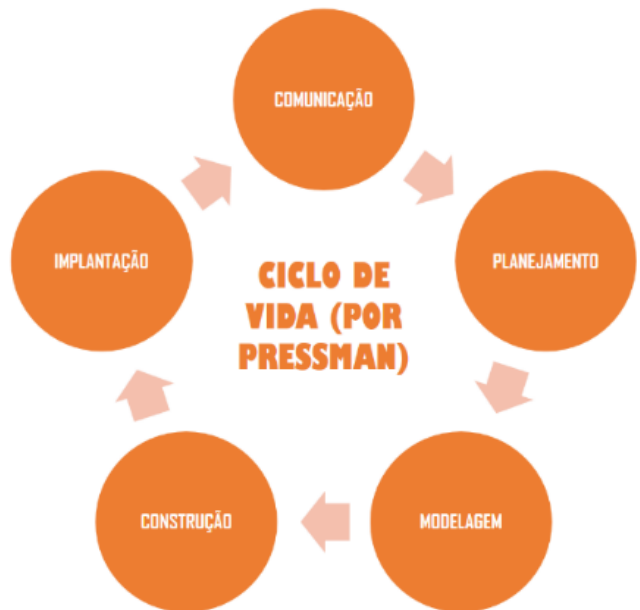 COMUNICAÇÃO
IMPLANTAÇÃO
PLANEJAMENTO
CICLO DE
VIDA (POR
PRESSMAN)
CONSTRUÇÃO
MODELAGEM